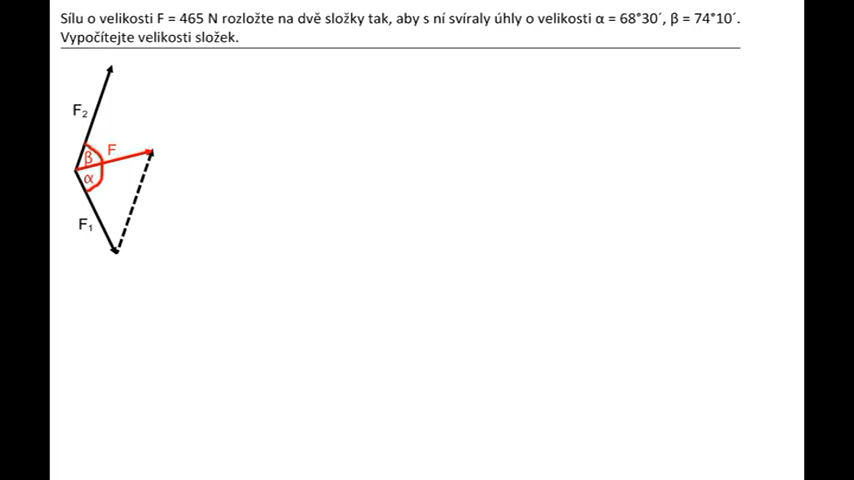 Sílu o velikosti F = 465 N rozložte na dvě složky tak, aby s ní svíraly úhly o velikosti α = 68°30´, β = 74°10´.
Vypočítejte velikosti složek.
F₂
F
β
α
F₁